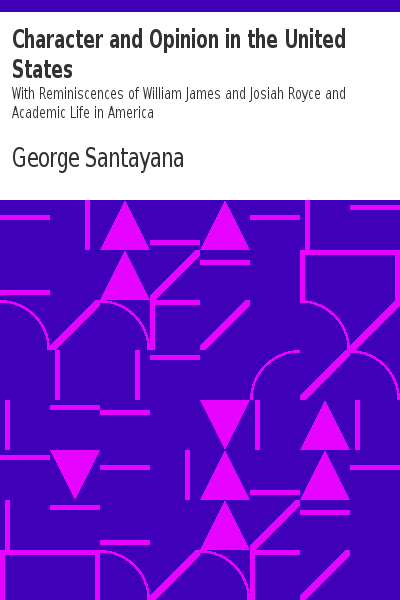 Character and Opinion in the United
States
With Reminiscences of William James and Josiah Royce and
Academic Life in America
George Santayana